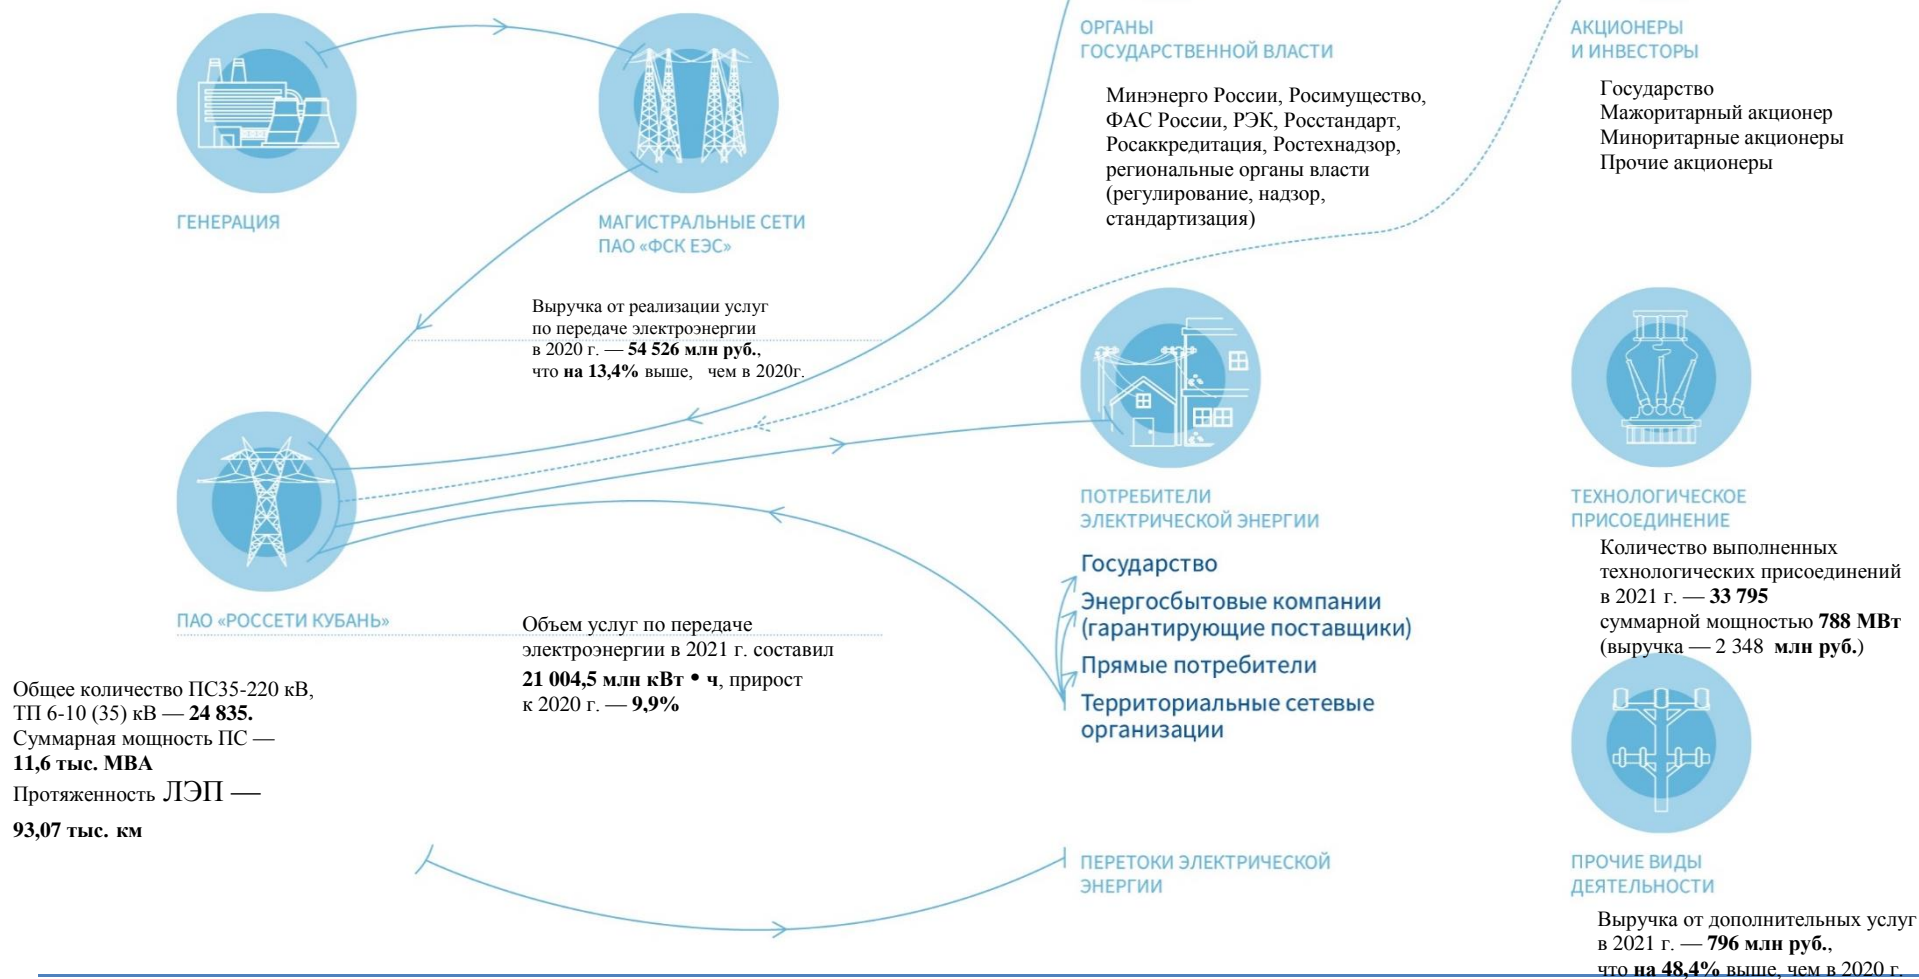 ГЕНЕРАЦИЯ
МАГИСТРАЛЬНЫЕ СЕТИ
ПАО «ФСК ЕЭС»
ОРГАНЫ
ГОСУДАРСТВЕННОЙ ВЛАСТИ
Минэнерго России, Росимущество,
ФАС России, РЭК, Росстандарт,
Росаккредитация, Ростехнадзор,
региональные органы власти
(регулирование, надзор,
стандартизация)
АКЦИОНЕРЫ
И ИНВЕСТОРЫ
Государство
Мажоритарный акционер
Миноритарные акционеры
Прочие акционеры
Выручка от реализации услуг
по передаче электроэнергии
в 2020 г. — 54 526 млн руб.,
что на 13,4% выше, чем в 2020г.
ПАО «РОССЕТИ КУБАНЬ»
Общее количество ПС35-220 кВ,
ТП 6-10 (35) кВ — 24 835.
Суммарная мощность ПС —
11,6 тыс. МВА
Протяженность ЛЭП —
93,07 тыс. км
Объем услуг по передаче
электроэнергии в 2021 г. составил
21 004,5 млн кВт • ч, прирост
к 2020 г. — 9,9%
ПОТРЕБИТЕЛИ
ЭЛЕКТРИЧЕСКОЙ ЭНЕРГИИ
Государство
Энергосбытовые компании
(гарантирующие поставщики)
Прямые потребители
Территориальные сетевые
организации
ПЕРЕТОКИ ЭЛЕКТРИЧЕСКОЙ
ЭНЕРГИИ
ТЕХНОЛОГИЧЕСКОЕ
ПРИСОЕДИНЕНИЕ
Количество выполненных
технологических присоединений
в 2021 г. — 33 795
суммарной мощностью 788 МВт
(выручка — 2 348 млн руб.)
ПРОЧИЕ ВИДЫ
ДЕЯТЕЛЬНОСТИ
Выручка от дополнительных услуг
в 2021 г. — 796 млн руб.,
что на 48,4% выше, чем в 2020 г.